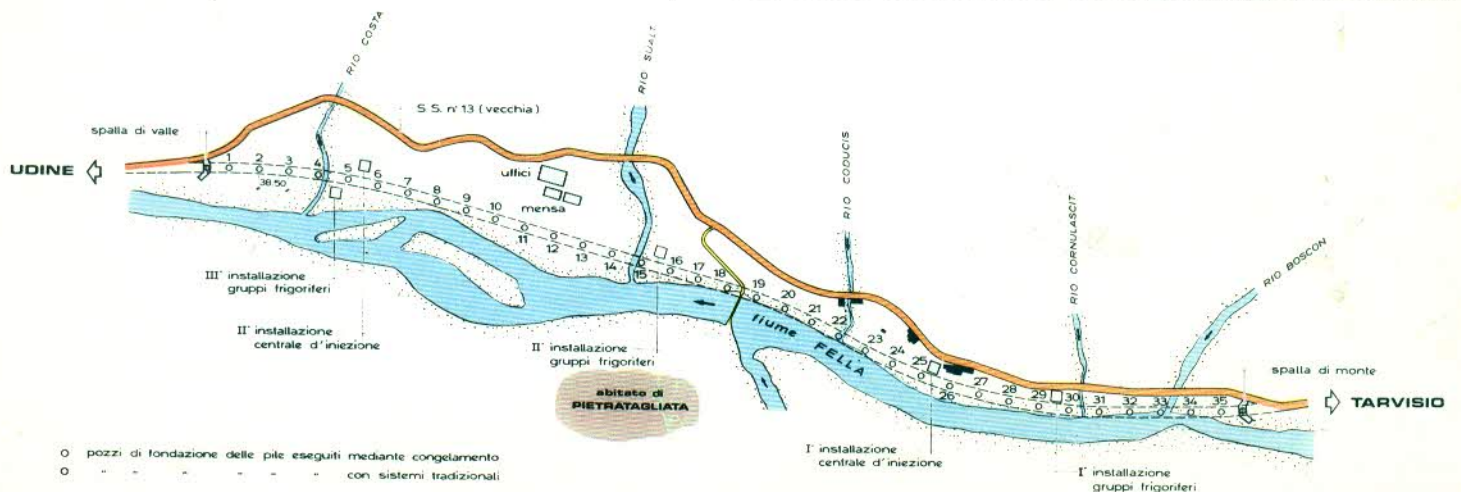 RIO COSTA
RIO SUALT
S. S. n° 13 (vecchia)
spalla di valle
UDINE
1 2 3 4 5 6 7 8 9 10 11 12 13 14 15 16 17 18 19 20 21 22 23 24 25 26 27 28 29 30 31 32 33 34 35
38.50
uffici
mensa
RIO CODUCIS
RIO CORNULASCIT
RIO BOSCON
III° installazione
gruppi frigoriferi
II° installazione
centrale d'iniezione
II° installazione
gruppi frigoriferi
fiume FELLA
abitato di
PIETRATAGLIATA
spalla di monte
TARVISIO
I° installazione
centrale d'iniezione
I° installazione
gruppi frigoriferi
O pozzi di fondazione delle pile eseguiti mediante congelamento
O " " " " " " con sistemi tradizionali